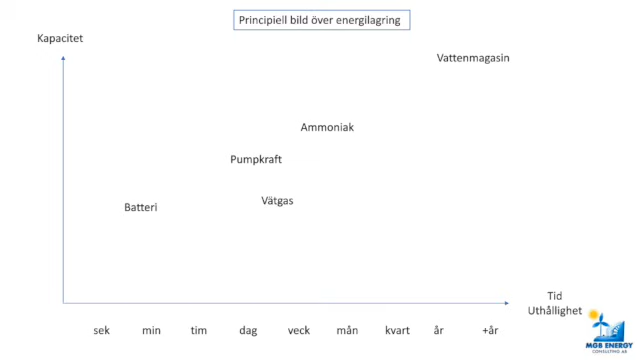 Principiell bild över energilagring
Kapacitet
Vattenmagasin
Ammoniak
Pumpkraft
Vätgas
Batteri
Tid
Uthållighet
sek min tim dag veck mån kvart år +år
MGB ENERGY
CONSULTING AB